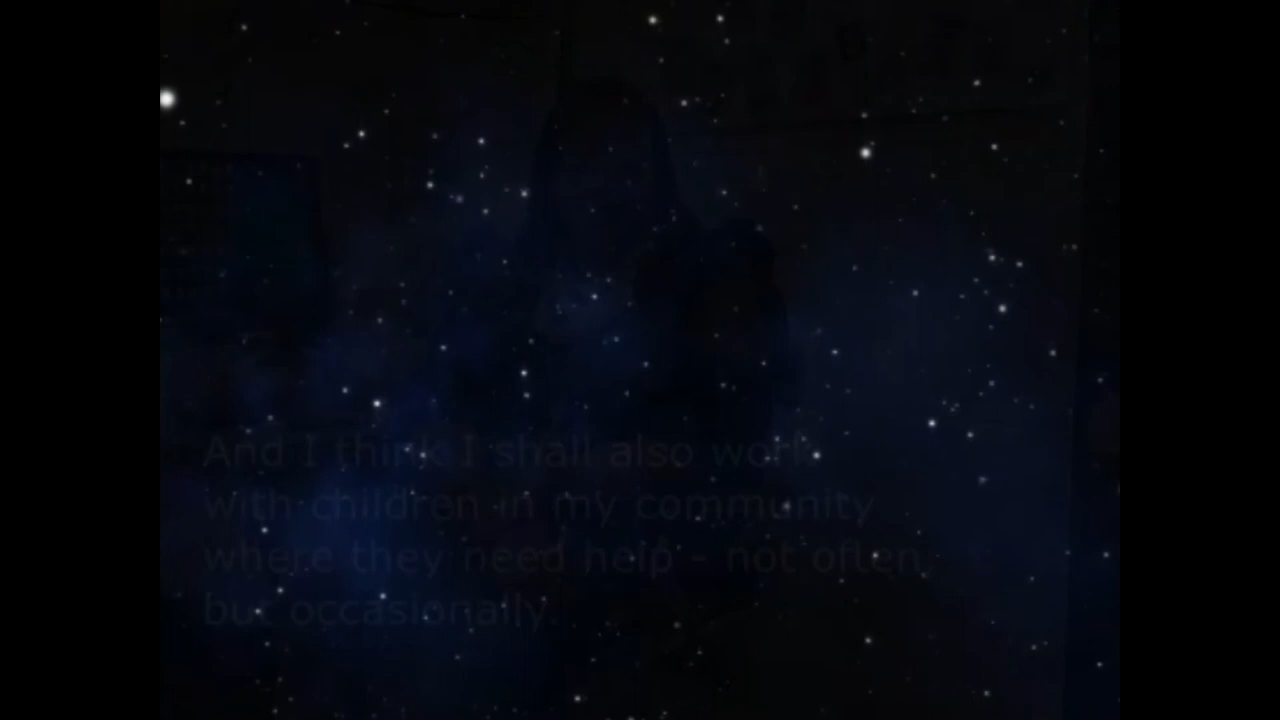 And I think I shall also work
with children in my community
where they need help - not often,
but occasionally.